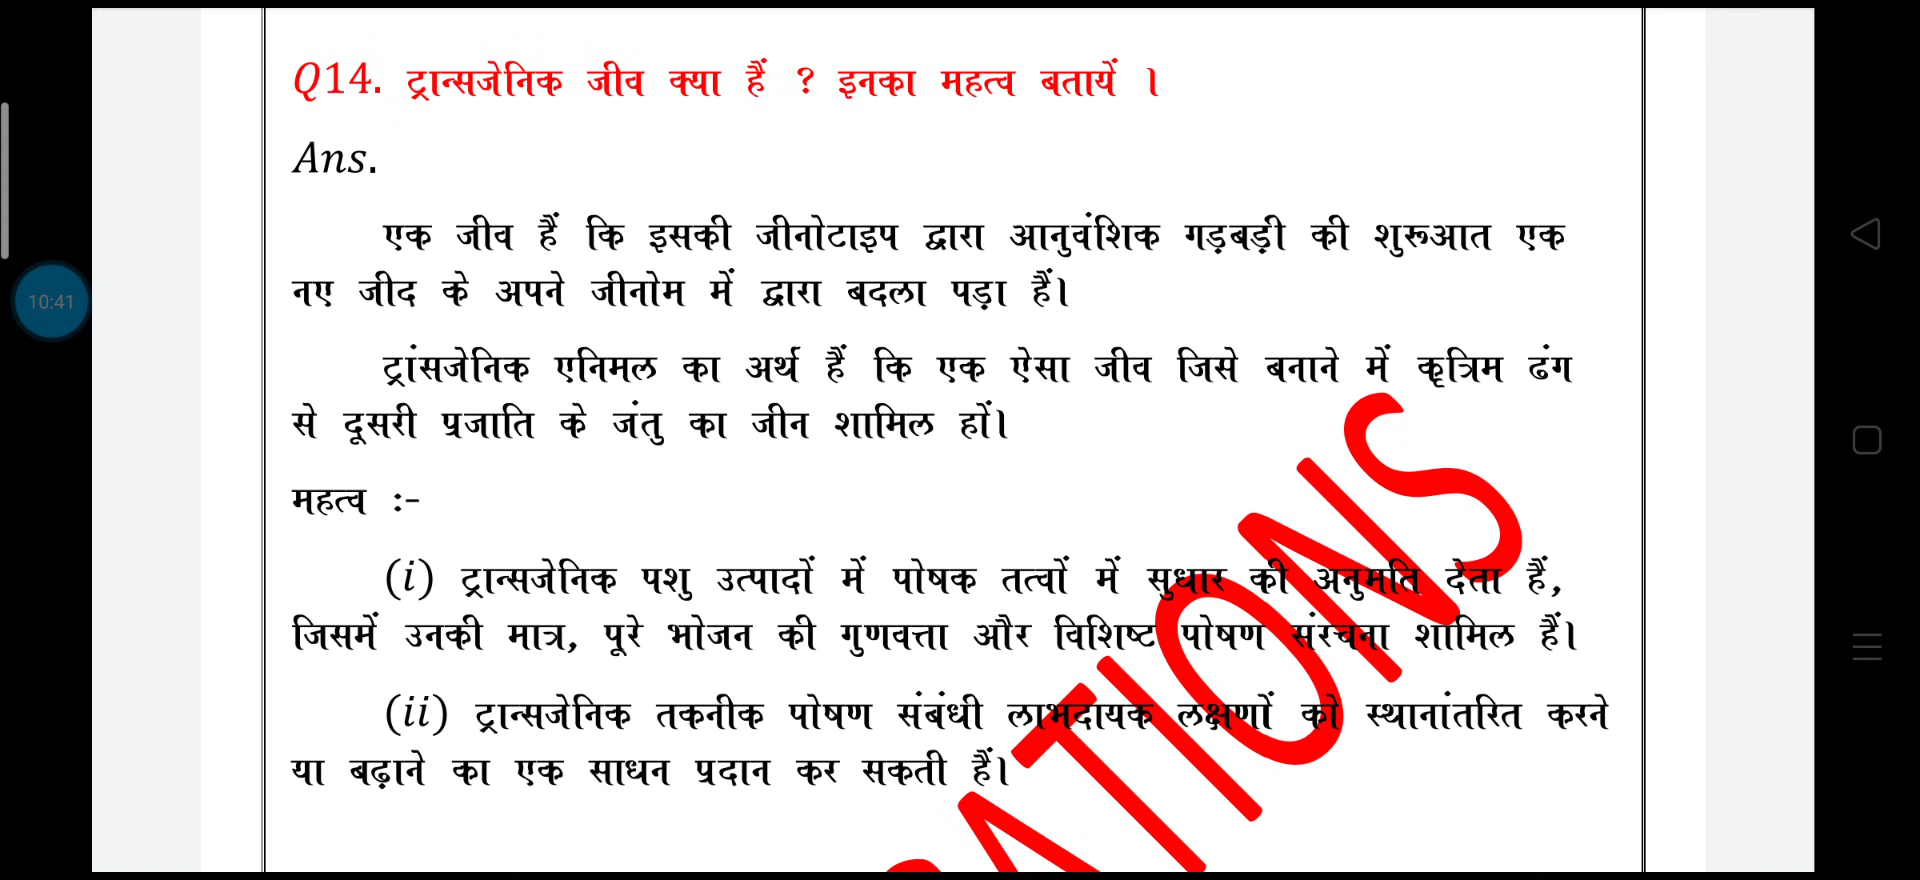 Q14. ट्रान्सजेनिक जीव क्या हैं ? इनका महत्व बतायें ।
Ans.
एक जीव हैं कि इसकी जीनोटाइप द्वारा आनुवंशिक गड़बड़ी की शुरूआत एक
नए जीद के अपने जीनोम में द्वारा बदला पड़ा हैं।
10:41
ट्रांसजेनिक एनिमल का अर्थ हैं कि एक ऐसा जीव जिसे बनाने में कृत्रिम ढंग
से दूसरी प्रजाति के जंतु का जीन शामिल हों।
महत्व :-
(i) ट्रान्सजेनिक पशु उत्पादों में पोषक तत्वों में सुधार की अनुमति देता हैं,
जिसमें उनकी मात्र, पूरे भोजन की गुणवत्ता और विशिष्ट पोषण संरचना शामिल हैं।
(ii) ट्रान्सजेनिक तकनीक पोषण संबंधी लाभदायक लक्षणों को स्थानांतरित करने
या बढ़ाने का एक साधन प्रदान कर सकती हैं।
ATIONS